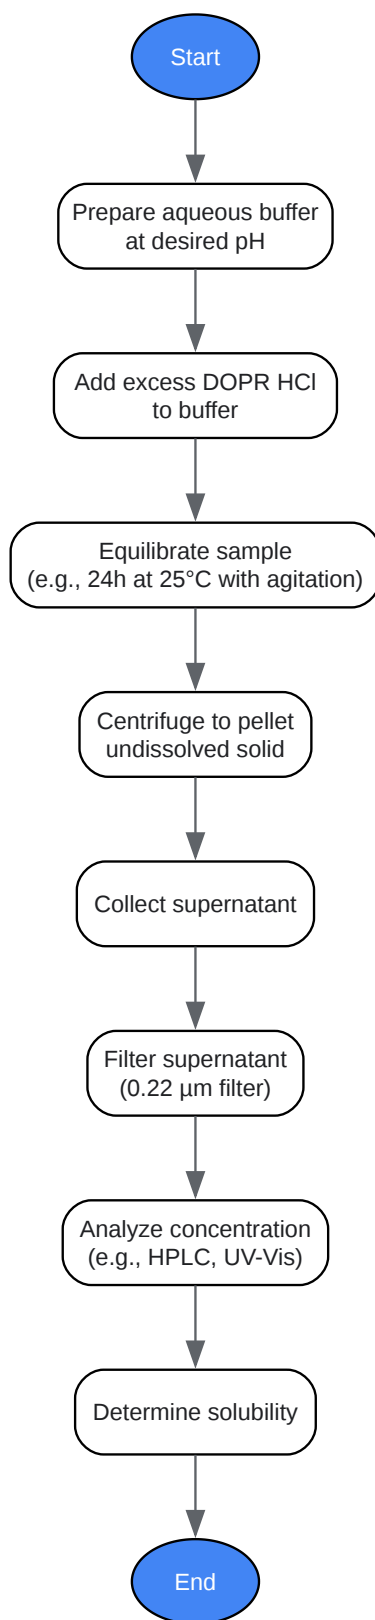 Start
Prepare aqueous buffer
at desired pH
Add excess DOPR HCl
to buffer
Equilibrate sample
(e.g., 24h at 25°C with agitation)
Centrifuge to pellet
undissolved solid
Collect supernatant
Filter supernatant
(0.22 µm filter)
Analyze concentration
(e.g., HPLC, UV-Vis)
Determine solubility
End